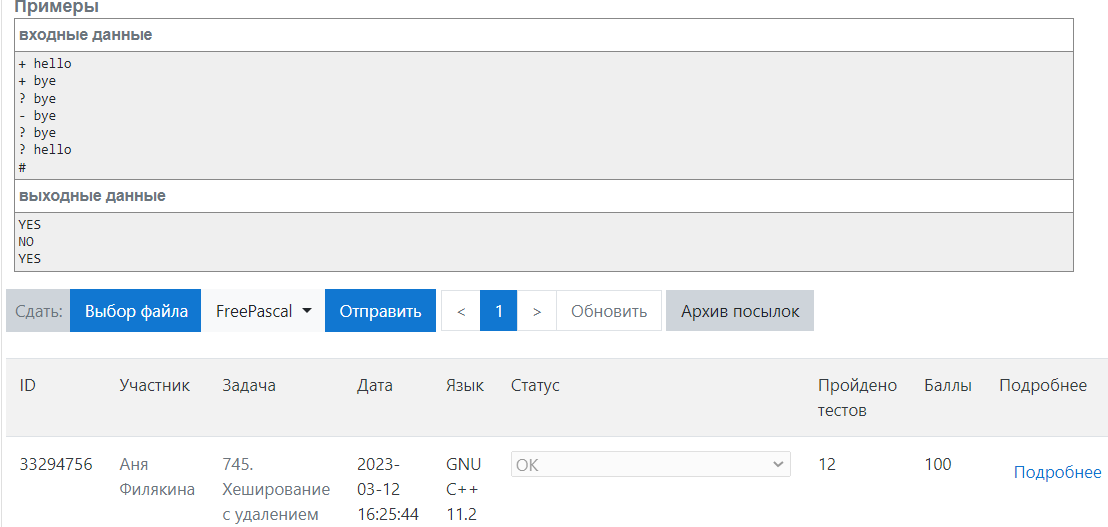 Примеры
входные данные
+ hello
+ bye
? bye
- bye
? bye
? hello
#
выходные данные
YES
NO
YES
Сдать: Выбор файла FreePascal Отправить < 1 > Обновить Архив посылок
ID Участник Задача Дата Язык Статус Пройдено тестов Баллы Подробнее
33294756 Аня Филякина 745. Хеширование с удалением 2023-03-12 16:25:44 GNU C++ 11.2 OK 12 100 Подробнее